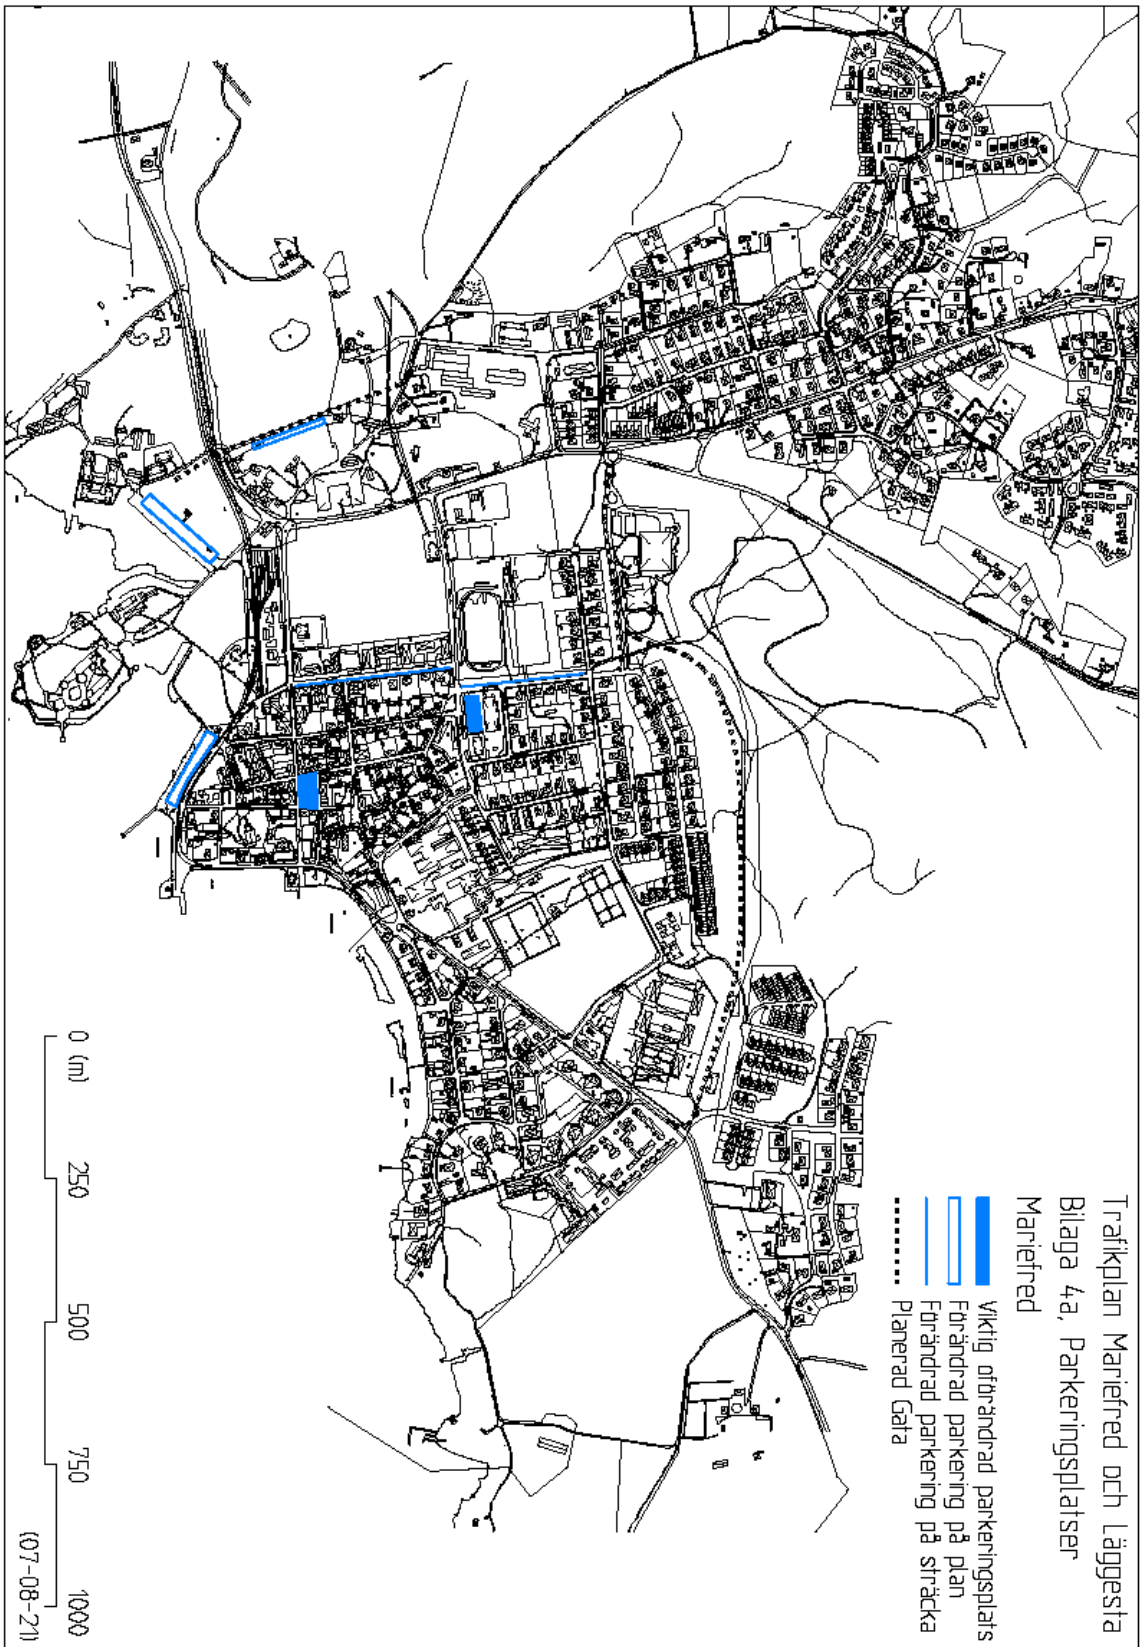 Trafikplan Mariefred och Läggesta
Bilaga 4a, Parkeringsplatser
Mariefred
Viktig oförändrad parkeringsplats
Förändrad parkering på plan
Förändrad parkering på sträcka
Planerad Gata
0 (m)
250
500
750
1000
(07-08-21)